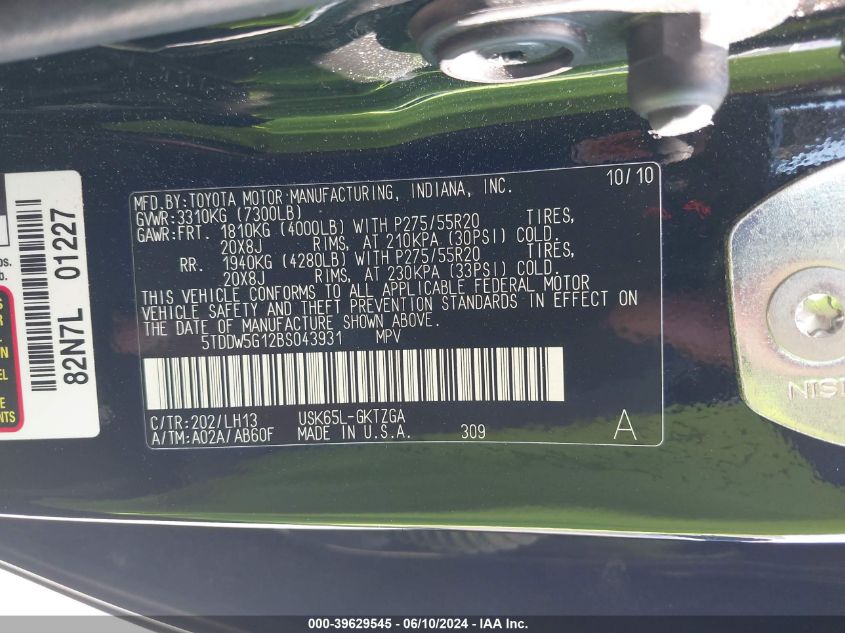 MFD.BY:TOYOTA MOTOR MANUFACTURING, INDIANA, INC. 10/10
GVWR:3310KG (7300LB)
GAWR:FRT. 1810KG (4000LB) WITH P275/55R20 TIRES,
20X8J RIMS, AT 210KPA (30PSI) COLD.
RR. 1940KG (4280LB) WITH P275/55R20 TIRES,
20X8J RIMS, AT 230KPA (33PSI) COLD.
THIS VEHICLE CONFORMS TO ALL APPLICABLE FEDERAL MOTOR
VEHICLE SAFETY AND THEFT PREVENTION STANDARDS IN EFFECT ON
THE DATE OF MANUFACTURE SHOWN ABOVE.
5TDDW5G12BS043931 MPV
C/TR:202/LH13 USK65L-GKTZGA
A/TM:A02A/AB60F MADE IN U.S.A. 309 A
82N7L 01227
NIS
000-39629545 - 06/10/2024 - IAA Inc.